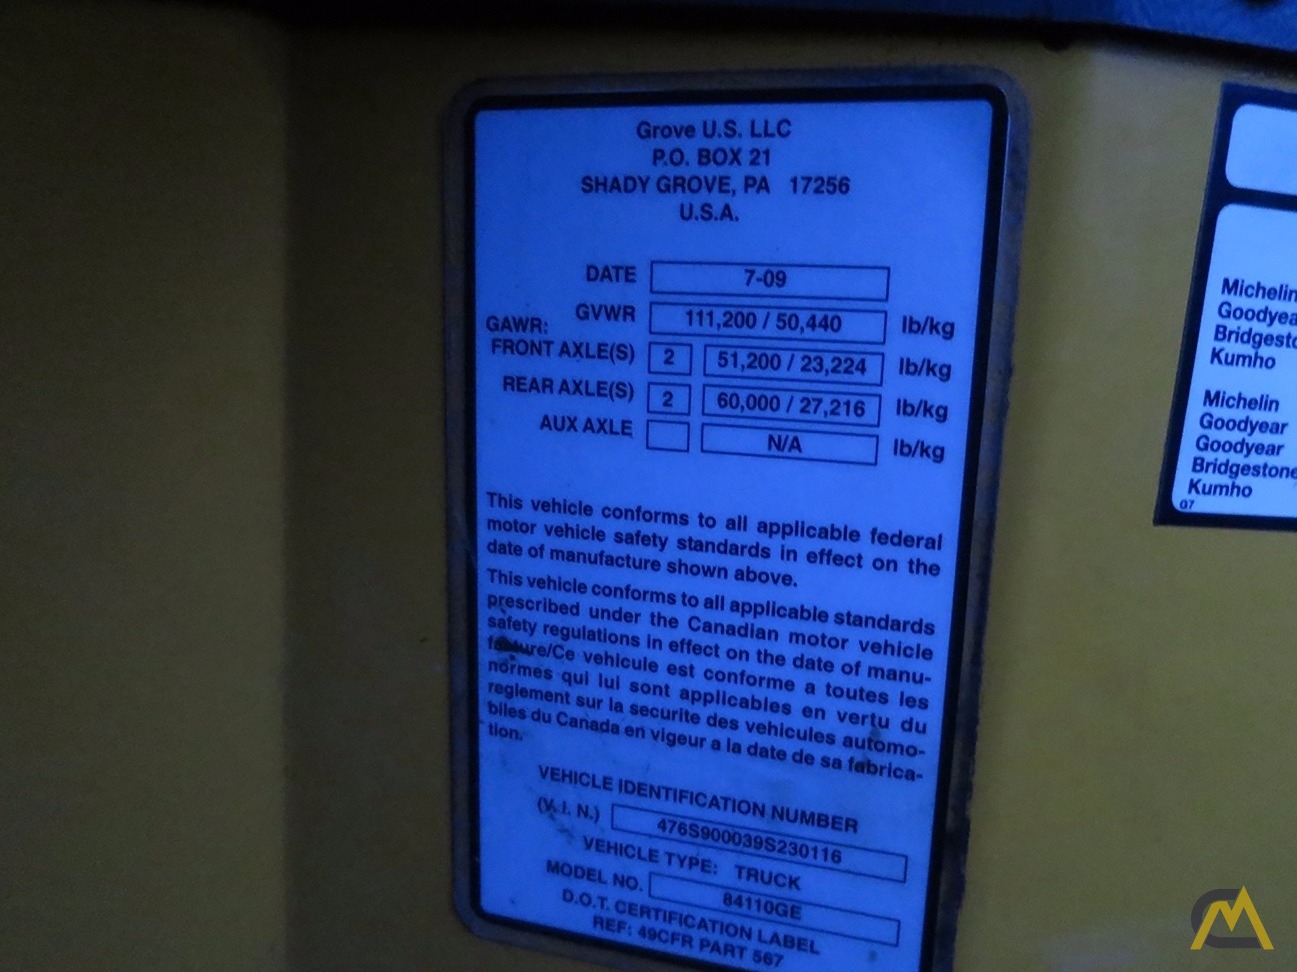 Grove U.S. LLC
P.O. BOX 21
SHADY GROVE, PA 17256
U.S.A.
DATE 7-09
GVWR 111,200 / 50,440 lb/kg
GAWR:
FRONT AXLE(S) 2 51,200 / 23,224 lb/kg
REAR AXLE(S) 2 60,000 / 27,216 lb/kg
AUX AXLE N/A lb/kg
This vehicle conforms to all applicable federal
motor vehicle safety standards in effect on the
date of manufacture shown above.
This vehicle conforms to all applicable standards
prescribed under the Canadian motor vehicle
safety regulations in effect on the date of manu-
facture/Ce vehicule est conforme a toutes les
normes qui lui sont applicables en vertu du
reglement sur la securite des vehicules automo-
biles du Canada en vigeur a la date de sa fabrica-
tion.
VEHICLE IDENTIFICATION NUMBER
(V. I. N.) 476S900039S230116
VEHICLE TYPE: TRUCK
MODEL NO. 84110GE
D.O.T. CERTIFICATION LABEL
REF: 49CFR PART 567
Michelin
Goodyear
Bridgestone
Kumho
Michelin
Goodyear
Goodyear
Bridgestone
Kumho